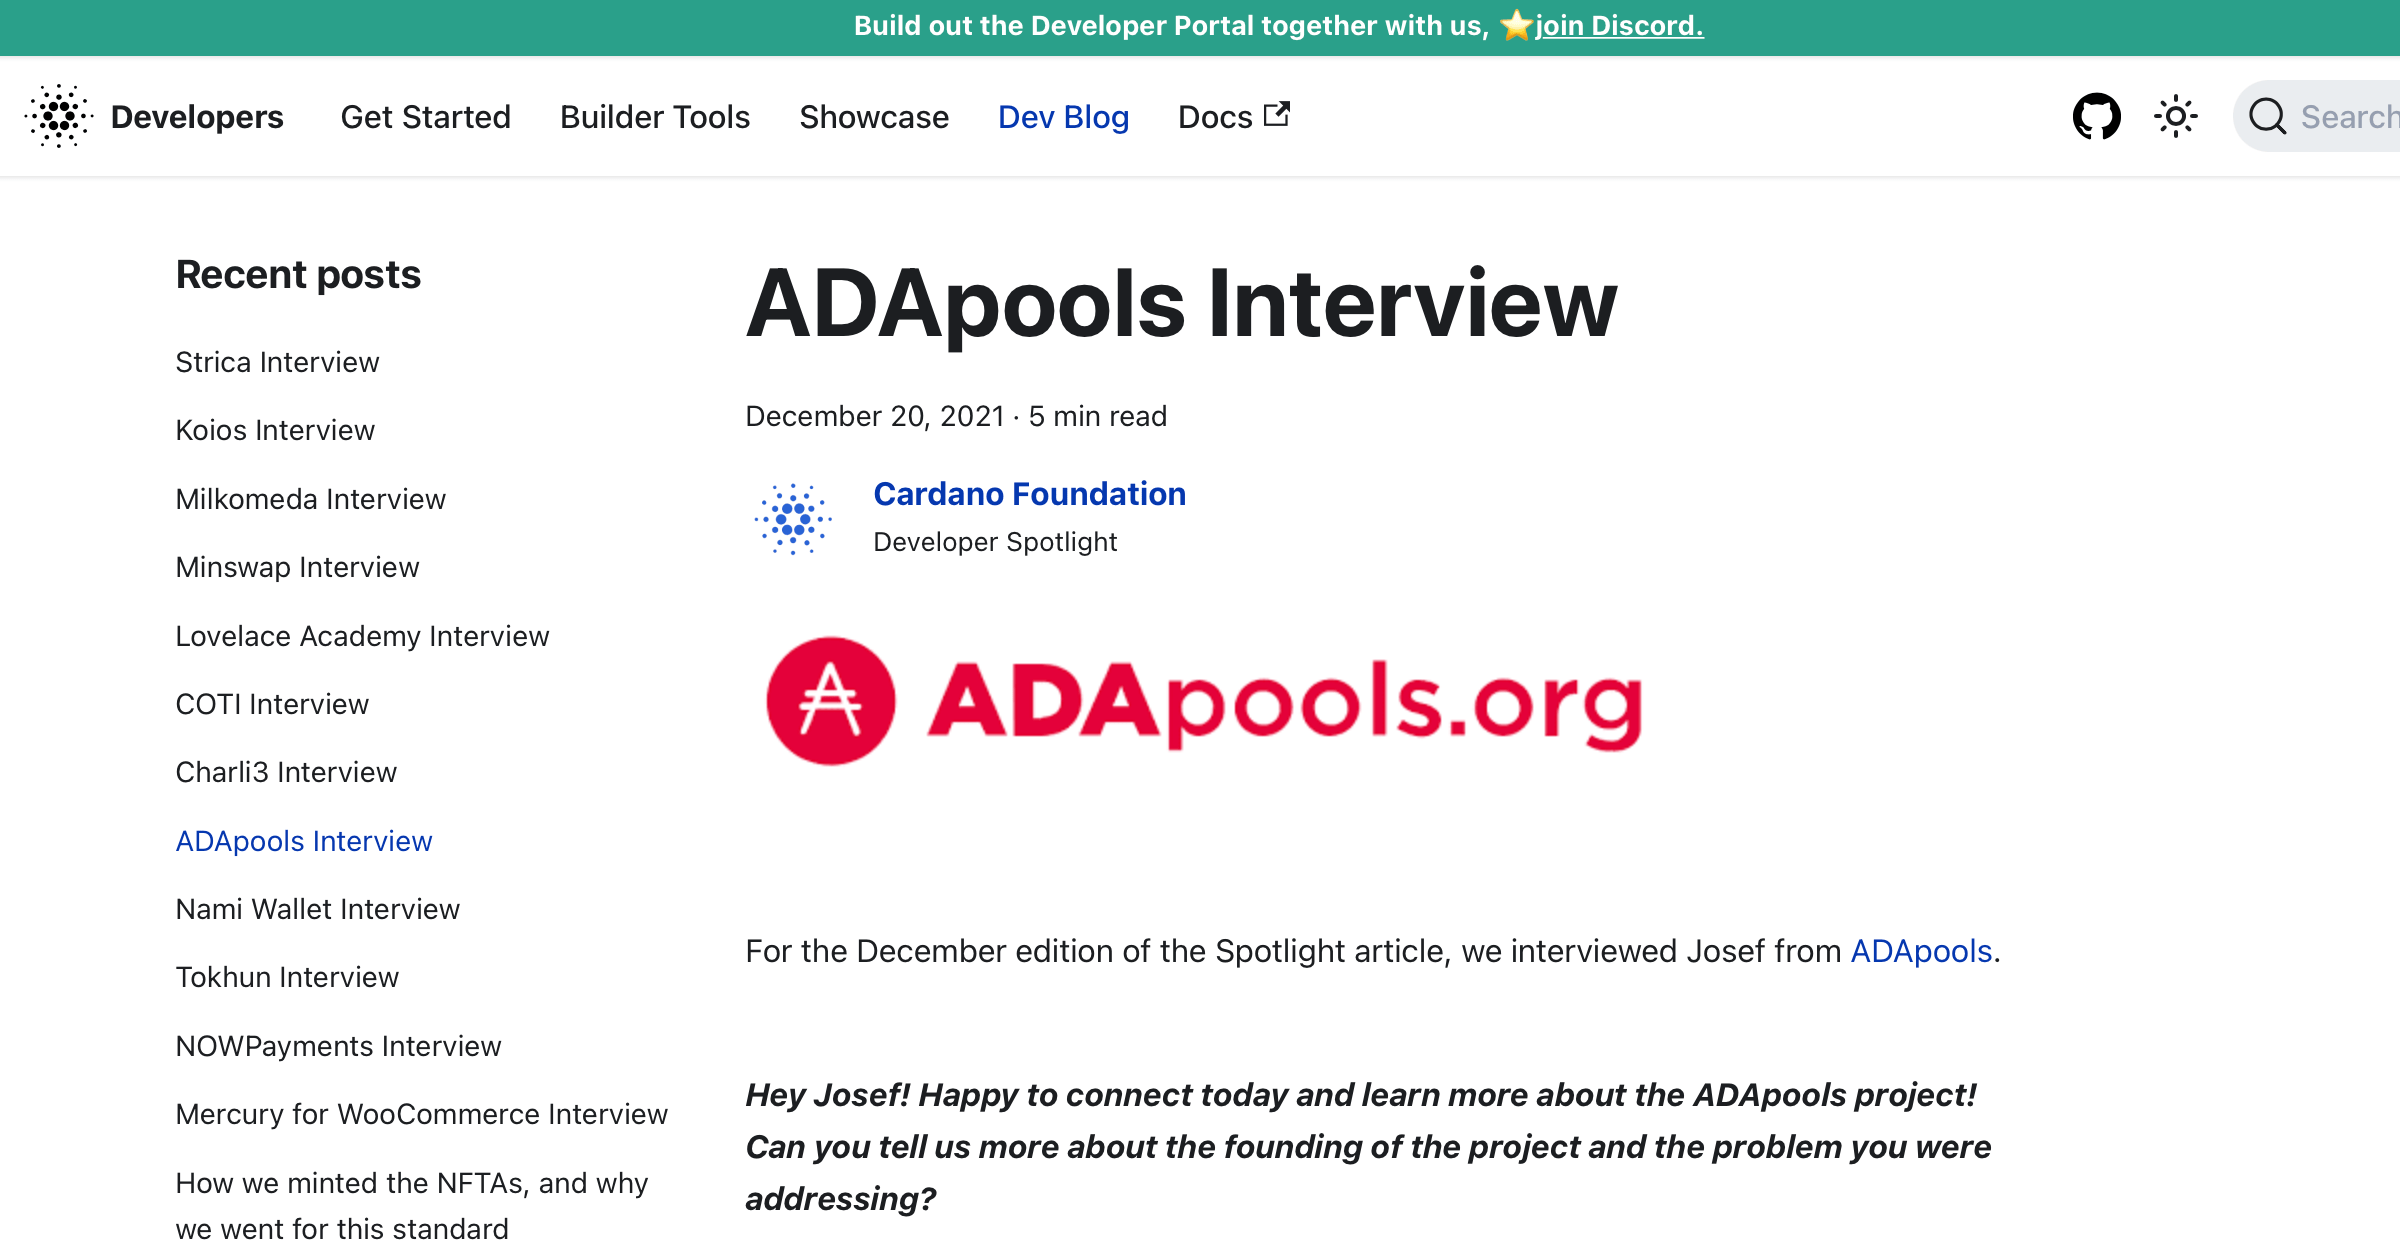 Build out the Developer Portal together with us, ⭐join Discord.
Developers Get Started Builder Tools Showcase Dev Blog Docs Search
Recent posts
Strica Interview
Koios Interview
Milkomeda Interview
Minswap Interview
Lovelace Academy Interview
COTI Interview
Charli3 Interview
ADApools Interview
Nami Wallet Interview
Tokhun Interview
NOWPayments Interview
Mercury for WooCommerce Interview
How we minted the NFTAs, and why
we went for this standard
ADApools Interview
December 20, 2021 · 5 min read
Cardano Foundation
Developer Spotlight
ADApools.org
For the December edition of the Spotlight article, we interviewed Josef from ADApools.
Hey Josef! Happy to connect today and learn more about the ADApools project!
Can you tell us more about the founding of the project and the problem you were
addressing?